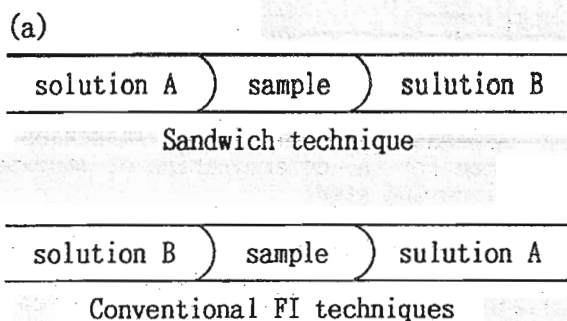 (a)
solution A sample sulution B
Sandwich technique
solution B sample sulution A
Conventional FI techniques